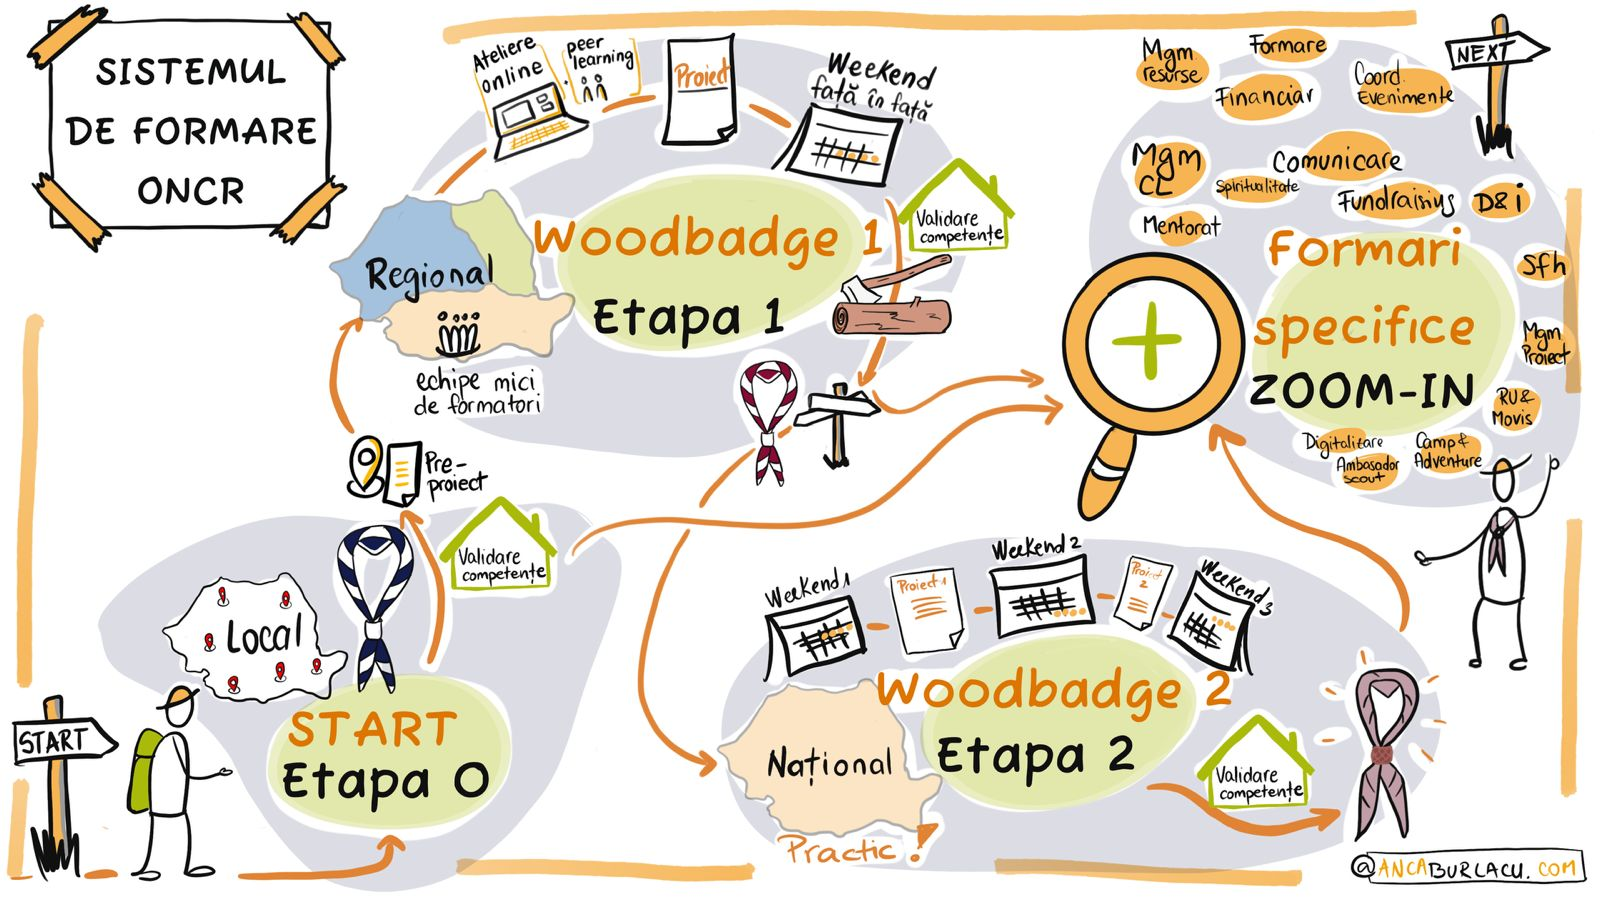 SISTEMUL
DE FORMARE
ONCR
Ateliere
online
peer
learning
Proiect
Weekend
față în față
Validare
competențe
Woodbadge 1
Etapa 1
Regional
echipe mici
de formatori
Pre-
proiect
Validare
competențe
Local
START
Etapa 0
START
NEXT
Mgm
resurse
Formare
Financiar
Coord.
Evenimente
Mgm
CL
Comunicare
Spiritualitate
Fundraising
D&i
Mentorat
Formari
specifice
ZOOM-IN
Sfh
Mgm
Proiect
RU&
Movis
Digitalizare
Ambasador
scout
Camp&
Adventure
Weekend 1
Proiect 1
Weekend 2
Proiect
2
Weekend 3
Woodbadge 2
Etapa 2
Național
Practic!
Validare
competențe
@ANCABURLACU.COM